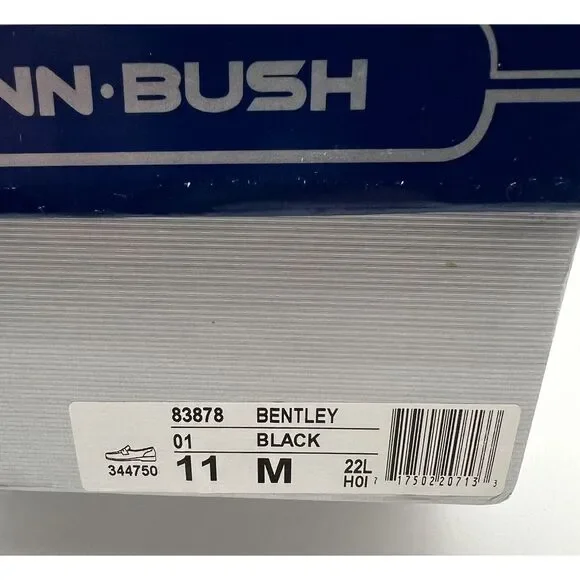 NN·BUSH
83878 BENTLEY
01 BLACK
344750 11 M 22L
HOI 7 17502 20713 3